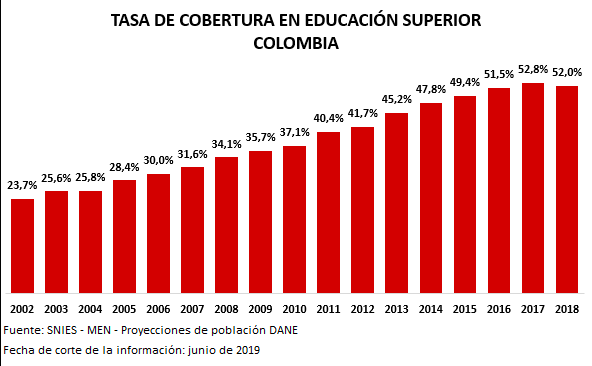 TASA DE COBERTURA EN EDUCACIÓN SUPERIOR
COLOMBIA
23,7% 25,6% 25,8% 28,4% 30,0% 31,6% 34,1% 35,7% 37,1% 40,4% 41,7% 45,2% 47,8% 49,4% 51,5% 52,8% 52,0%
2002 2003 2004 2005 2006 2007 2008 2009 2010 2011 2012 2013 2014 2015 2016 2017 2018
Fuente: SNIES - MEN - Proyecciones de población DANE
Fecha de corte de la información: junio de 2019